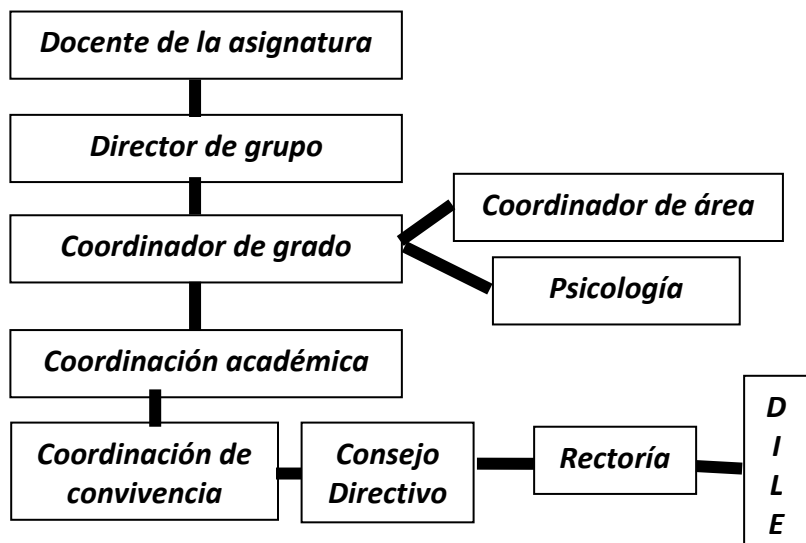 Docente de la asignatura
Director de grupo
Coordinador de grado
Coordinador de área
Psicología
Coordinación académica
Coordinación de
convivencia
Consejo
Directivo
Rectoría
D
I
L
E